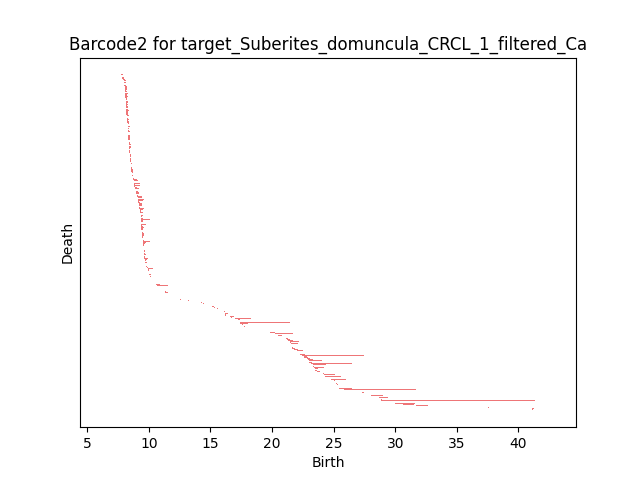 Barcode2 for target_Suberites_domuncula_CRCL_1_filtered_Ca
Death
5 10 15 20 25 30 35 40
Birth